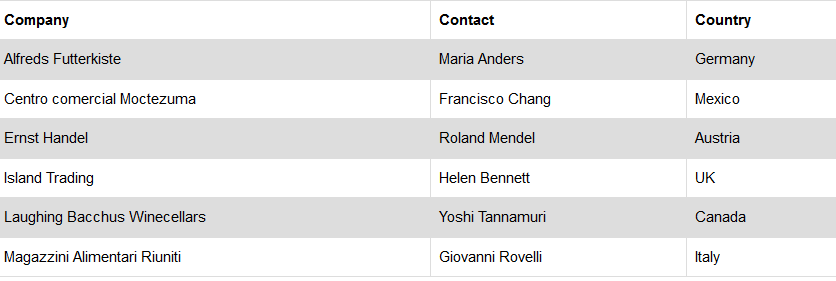 Company Contact Country
Alfreds Futterkiste Maria Anders Germany
Centro comercial Moctezuma Francisco Chang Mexico
Ernst Handel Roland Mendel Austria
Island Trading Helen Bennett UK
Laughing Bacchus Winecellars Yoshi Tannamuri Canada
Magazzini Alimentari Riuniti Giovanni Rovelli Italy